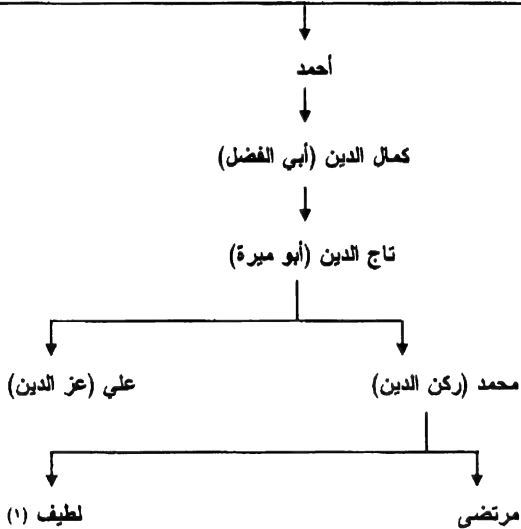 أحمد
كمال الدين (أبي الفضل)
تاج الدين (أبو ميرة)
محمد (ركن الدين) علي (عز الدين)
مرتضى لطيف (١)